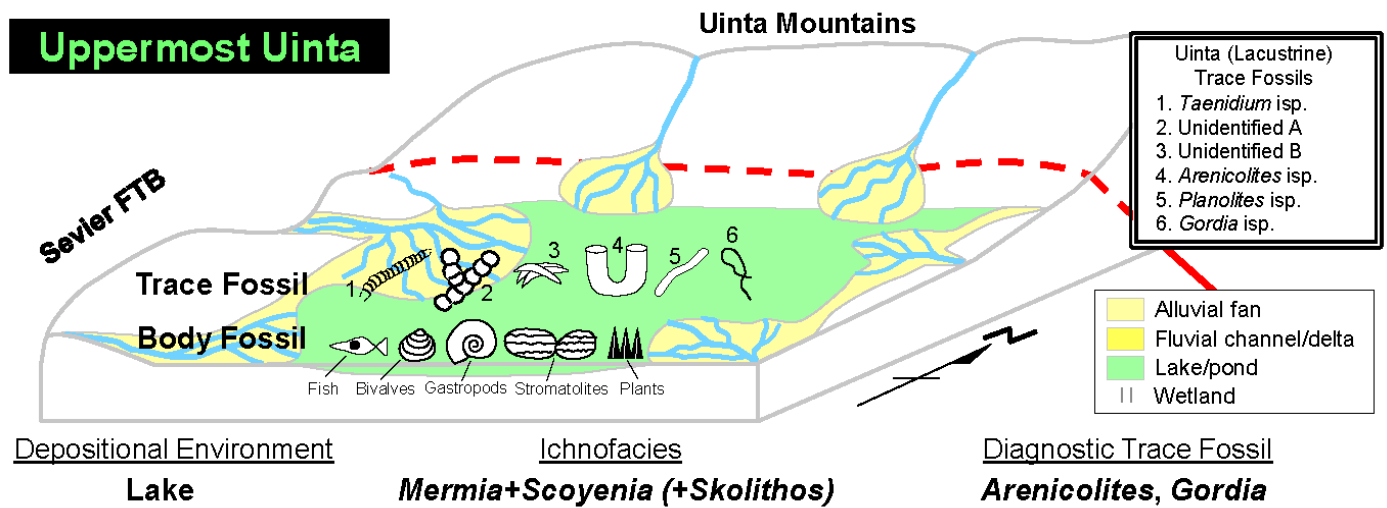 Uppermost Uinta
Uinta Mountains
Uinta (Lacustrine)
Trace Fossils
1. Taenidium isp.
2. Unidentified A
3. Unidentified B
4. Arenicolites isp.
5. Planolites isp.
6. Gordia isp.
Sevier FTB
Trace Fossil
1
2
3
4
5
6
Body Fossil
Fish
Bivalves
Gastropods
Stromatolites
Plants
Alluvial fan
Fluvial channel/delta
Lake/pond
Wetland
N
Depositional Environment
Lake
Ichnofacies
Mermia+Scoyenia (+Skolithos)
Diagnostic Trace Fossil
Arenicolites, Gordia